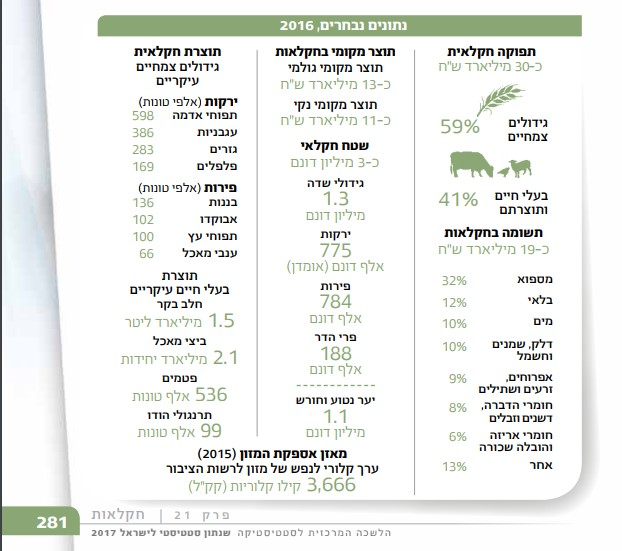 נתונים נבחרים, 2016
תפוקה חקלאית
כ-30 מיליארד ש"ח
59%
גידולים
צמחיים
41%
בעלי חיים
ותוצרתם
תשומה בחקלאות
כ-19 מיליארד ש"ח
מספוא 32%
בלאי 12%
מים 10%
דלק, שמנים
וחשמל 10%
אפרוחים,
זרעים ושתילים 9%
חומרי הדברה,
דשנים וזבלים 8%
חומרי אריזה
והובלה שכורה 6%
אחר 13%
תוצר מקומי בחקלאות
תוצר מקומי גולמי
כ-13 מיליארד ש"ח
תוצר מקומי נקי
כ-11 מיליארד ש"ח
שטח חקלאי
כ-3 מיליון דונם
גידולי שדה
1.3
מיליון דונם
ירקות
775
אלף דונם (אומדן)
פירות
784
אלף דונם
פרי הדר
188
אלף דונם
יער נטוע וחורש
1.1
מיליון דונם
תוצרת חקלאית
גידולים צמחיים
עיקריים
ירקות (אלפי טונות)
תפוחי אדמה 598
עגבניות 386
גזרים 283
פלפלים 169
פירות (אלפי טונות)
בננות 136
אבוקדו 102
תפוחי עץ 100
ענבי מאכל 66
תוצרת
בעלי חיים עיקריים
חלב בקר
1.5 מיליארד ליטר
ביצי מאכל
2.1 מיליארד יחידות
פטמים
536 אלף טונות
תרנגולי הודו
99 אלף טונות
מאזן אספקת המזון (2015)
ערך קלורי לנפש של מזון לרשות הציבור
3,666 קילו קלוריות (קק"ל)
פרק 21 | חקלאות
281
הלשכה המרכזית לסטטיסטיקה שנתון סטטיסטי לישראל 2017